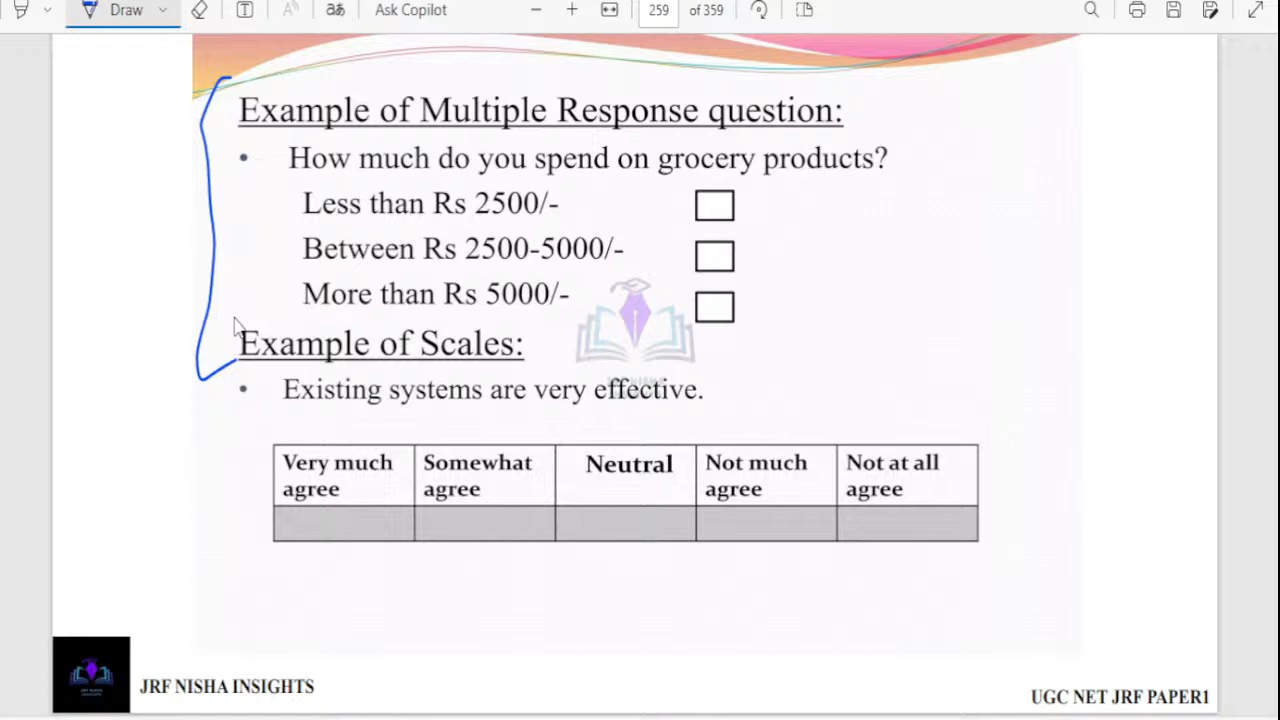 Draw
aあ
Ask Copilot
259 of 359
Example of Multiple Response question:
• How much do you spend on grocery products?
Less than Rs 2500/-
Between Rs 2500-5000/-
More than Rs 5000/-
Example of Scales:
• Existing systems are very effective.
Very much agree
Somewhat agree
Neutral
Not much agree
Not at all agree
JRF NISHA INSIGHTS
UGC NET JRF PAPER1